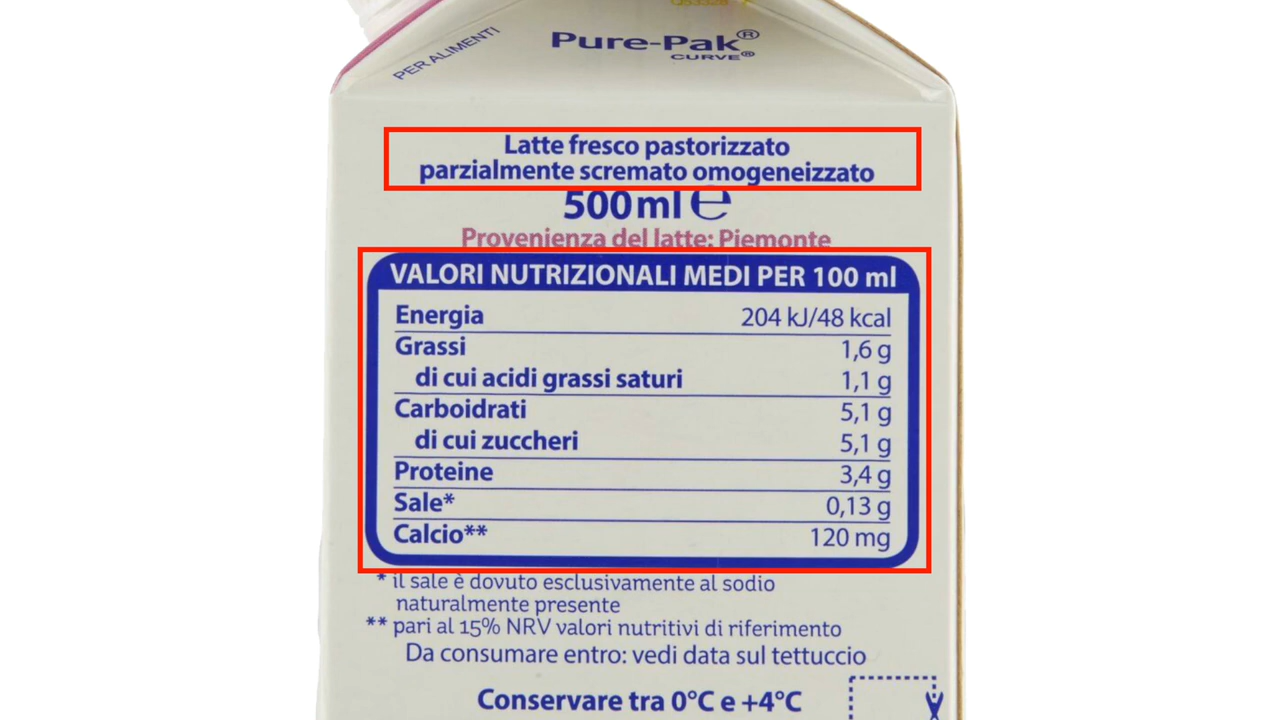 PER ALIMENTI
Pure-Pak®
CURVE®
Latte fresco pastorizzato
parzialmente scremato omogeneizzato
500 ml ℮
Provenienza del latte: Piemonte
VALORI NUTRIZIONALI MEDI PER 100 ml
Energia 204 kJ/48 kcal
Grassi 1,6 g
di cui acidi grassi saturi 1,1 g
Carboidrati 5,1 g
di cui zuccheri 5,1 g
Proteine 3,4 g
Sale* 0,13 g
Calcio** 120 mg
* il sale è dovuto esclusivamente al sodio
naturalmente presente
** pari al 15% NRV valori nutritivi di riferimento
Da consumare entro: vedi data sul tettuccio
Conservare tra 0°C e +4°C